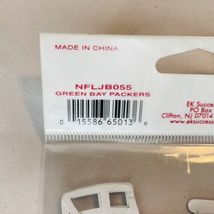 MADE IN CHINA
NFLJB055
GREEN BAY PACKERS
0 15586 65013 6
EK Success
PO Box
Clifton, NJ 07014
www.eksuccess